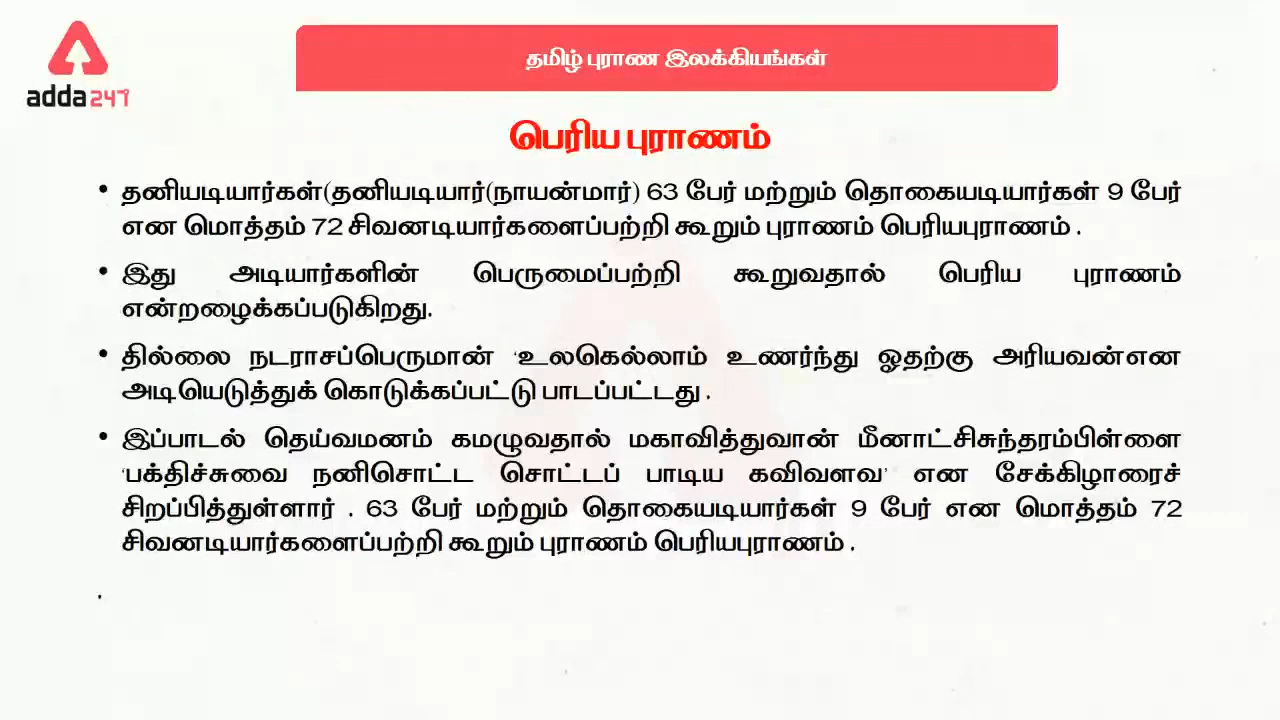 adda247
தமிழ் புராண இலக்கியங்கள்
பெரிய புராணம்
• தனியடியார்கள்(தனியடியார்(நாயன்மார்) 63 பேர் மற்றும் தொகையடியார்கள் 9 பேர்
என மொத்தம் 72 சிவனடியார்களைப்பற்றி கூறும் புராணம் பெரியபுராணம் .
• இது அடியார்களின் பெருமைப்பற்றி கூறுவதால் பெரிய புராணம்
என்றழைக்கப்படுகிறது.
• தில்லை நடராசப்பெருமான் ‘உலகெல்லாம் உணர்ந்து ஓதற்கு அரியவன்என
அடியெடுத்துக் கொடுக்கப்பட்டு பாடப்பட்டது .
• இப்பாடல் தெய்வமனம் கமழுவதால் மகாவித்துவான் மீனாட்சிசுந்தரம்பிள்ளை
‘பக்திச்சுவை நனிசொட்ட சொட்டப் பாடிய கவிவளவ’ என சேக்கிழாரைச்
சிறப்பித்துள்ளார் . 63 பேர் மற்றும் தொகையடியார்கள் 9 பேர் என மொத்தம் 72
சிவனடியார்களைப்பற்றி கூறும் புராணம் பெரியபுராணம் .
.